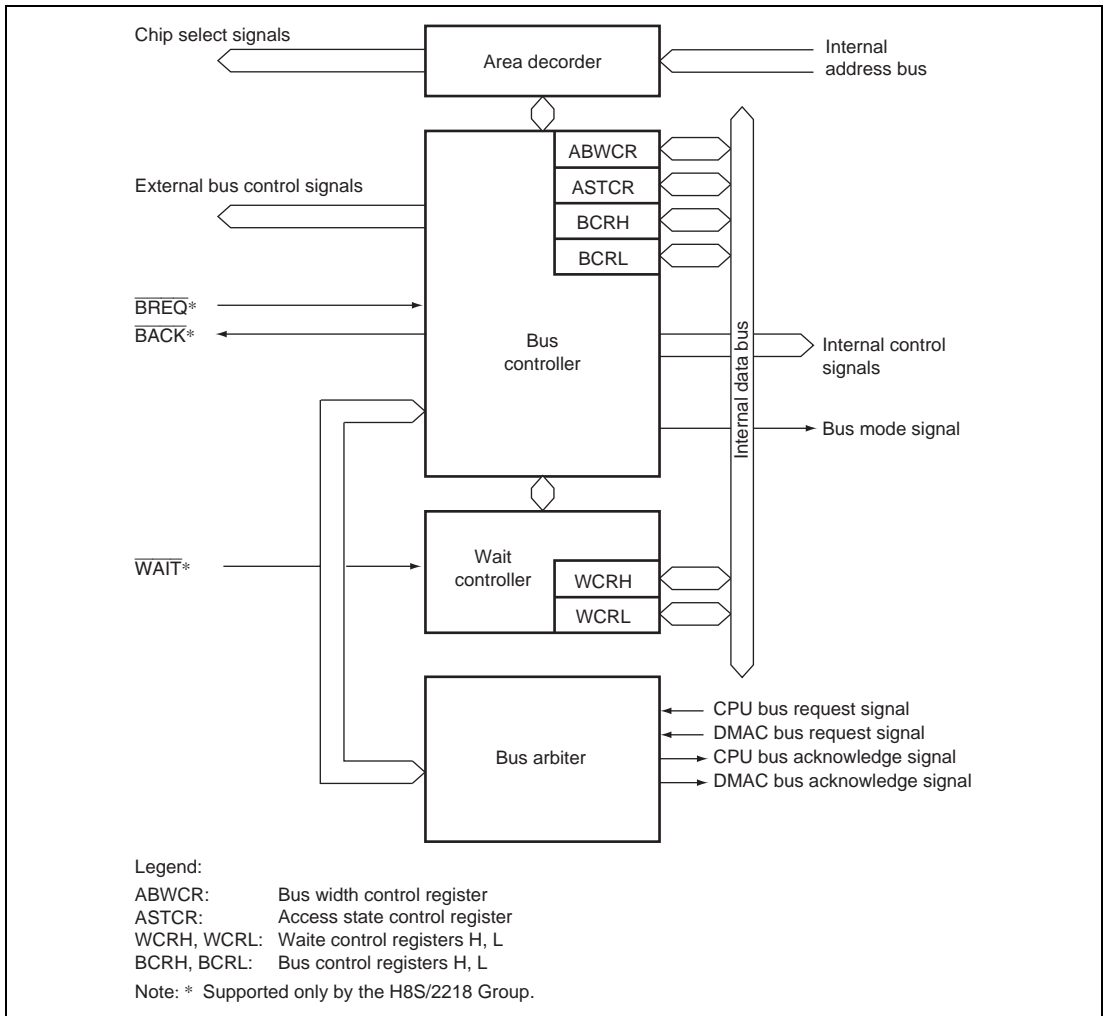 Chip select signals
Area decorder
Internal
address bus
ABWCR
ASTCR
External bus control signals
BCRH
BCRL
BREQ*
BACK*
Bus
controller
Internal data bus
Internal control
signals
Bus mode signal
WAIT*
Wait
controller
WCRH
WCRL
CPU bus request signal
DMAC bus request signal
Bus arbiter
CPU bus acknowledge signal
DMAC bus acknowledge signal
Legend:
ABWCR: Bus width control register
ASTCR: Access state control register
WCRH, WCRL: Waite control registers H, L
BCRH, BCRL: Bus control registers H, L
Note: * Supported only by the H8S/2218 Group.